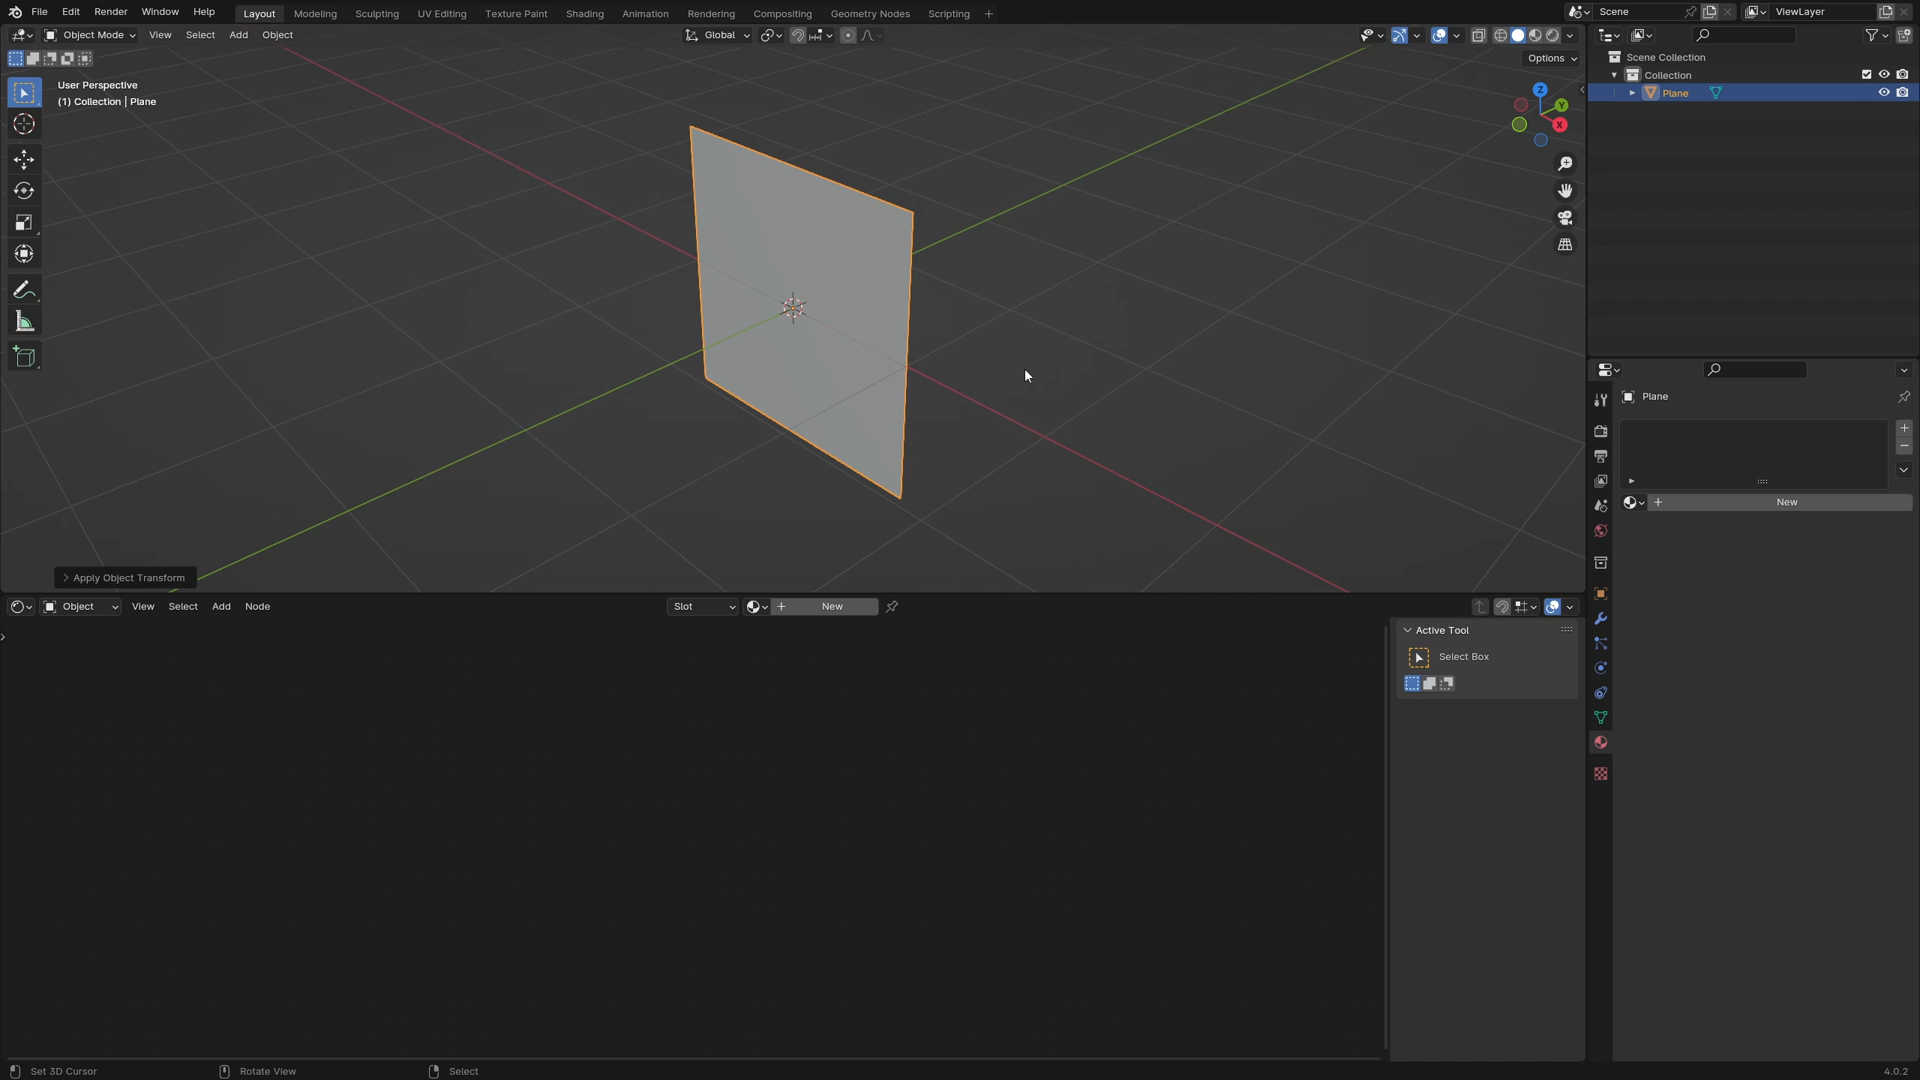 File Edit Render Window Help Layout Modeling Sculpting UV Editing Texture Paint Shading Animation Rendering Compositing Geometry Nodes Scripting + Scene ViewLayer
Object Mode View Select Add Object Global
Options
User Perspective
(1) Collection | Plane
Z
Y
X
Scene Collection
Collection
Plane
Plane
+
−
+ New
Apply Object Transform
Object View Select Add Node Slot + New
Active Tool
Select Box
Set 3D Cursor Rotate View Select 4.0.2